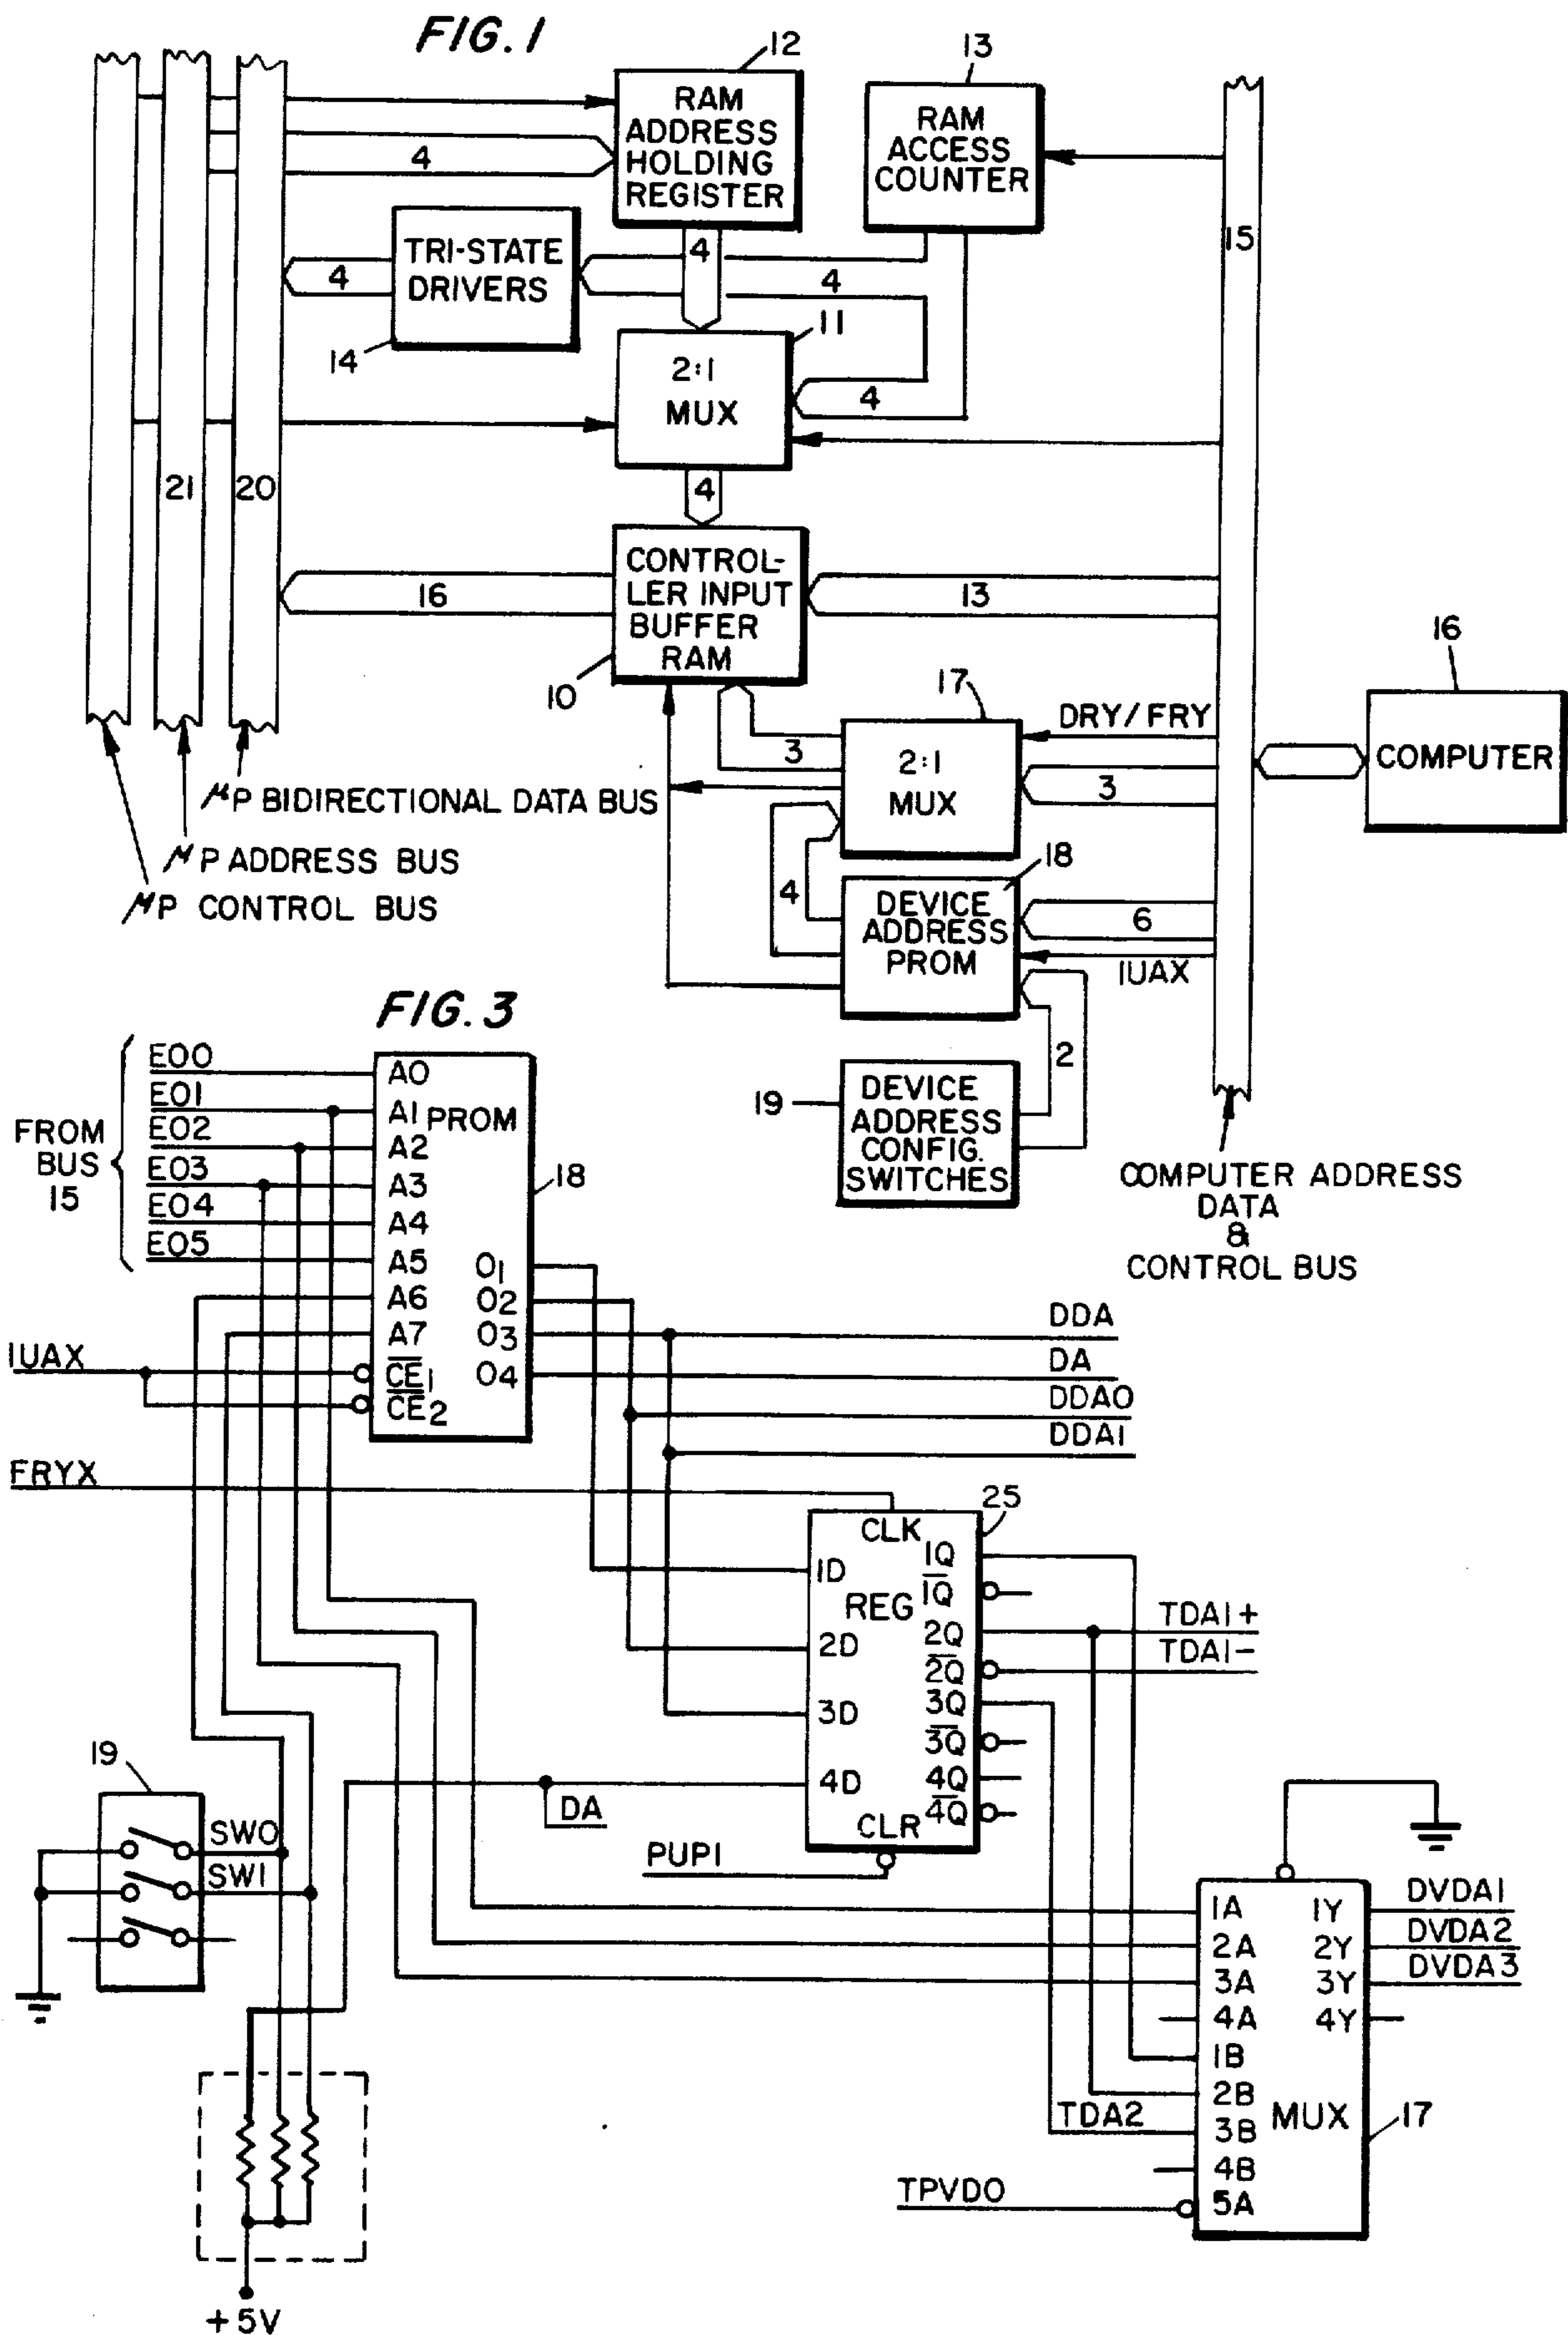 FIG. 1
12
13
RAM
ADDRESS
HOLDING
REGISTER
RAM
ACCESS
COUNTER
4
15
TRI-STATE
DRIVERS
4
4
4
14
11
2:1
MUX
4
21
20
4
CONTROL-
LER INPUT
BUFFER
RAM
16
13
10
16
COMPUTER
17
DRY/FRY
2:1
MUX
3
3
μP BIDIRECTIONAL DATA BUS
μP ADDRESS BUS
μP CONTROL BUS
18
DEVICE
ADDRESS
PROM
4
6
IUAX
2
19
DEVICE
ADDRESS
CONFIG.
SWITCHES
COMPUTER ADDRESS
DATA
&
CONTROL BUS
FIG. 3
FROM
BUS
15
E00
E01
E02
E03
E04
E05
A0
A1 PROM
A2
A3
A4
A5
A6
A7
C̅E̅1
C̅E̅2
18
O1
O2
O3
O4
IUAX
DDA
DA
DDA0
DDA1
FRYX
25
CLK
1D
REG
2D
3D
4D
CLR
1Q
1̅Q̅
2Q
2̅Q̅
3Q
3̅Q̅
4Q
4̅Q̅
TDA1+
TDA1-
DA
PUP1
19
SW0
SW1
1A
2A
3A
4A
1B
2B
3B
4B
5A
1Y
2Y
3Y
4Y
MUX
17
DVDA1
DVDA2
DVDA3
TDA2
TPVD0
+5V